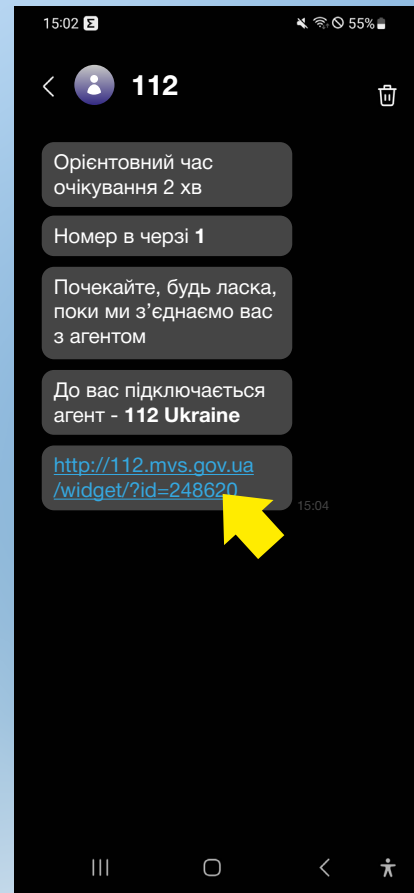 15:02 Σ 55%
112
Орієнтовний час
очікування 2 хв
Номер в черзі 1
Почекайте, будь ласка,
поки ми з’єднаємо вас
з агентом
До вас підключається
агент - 112 Ukraine
http://112.mvs.gov.ua
/widget/?id=248620
15:04